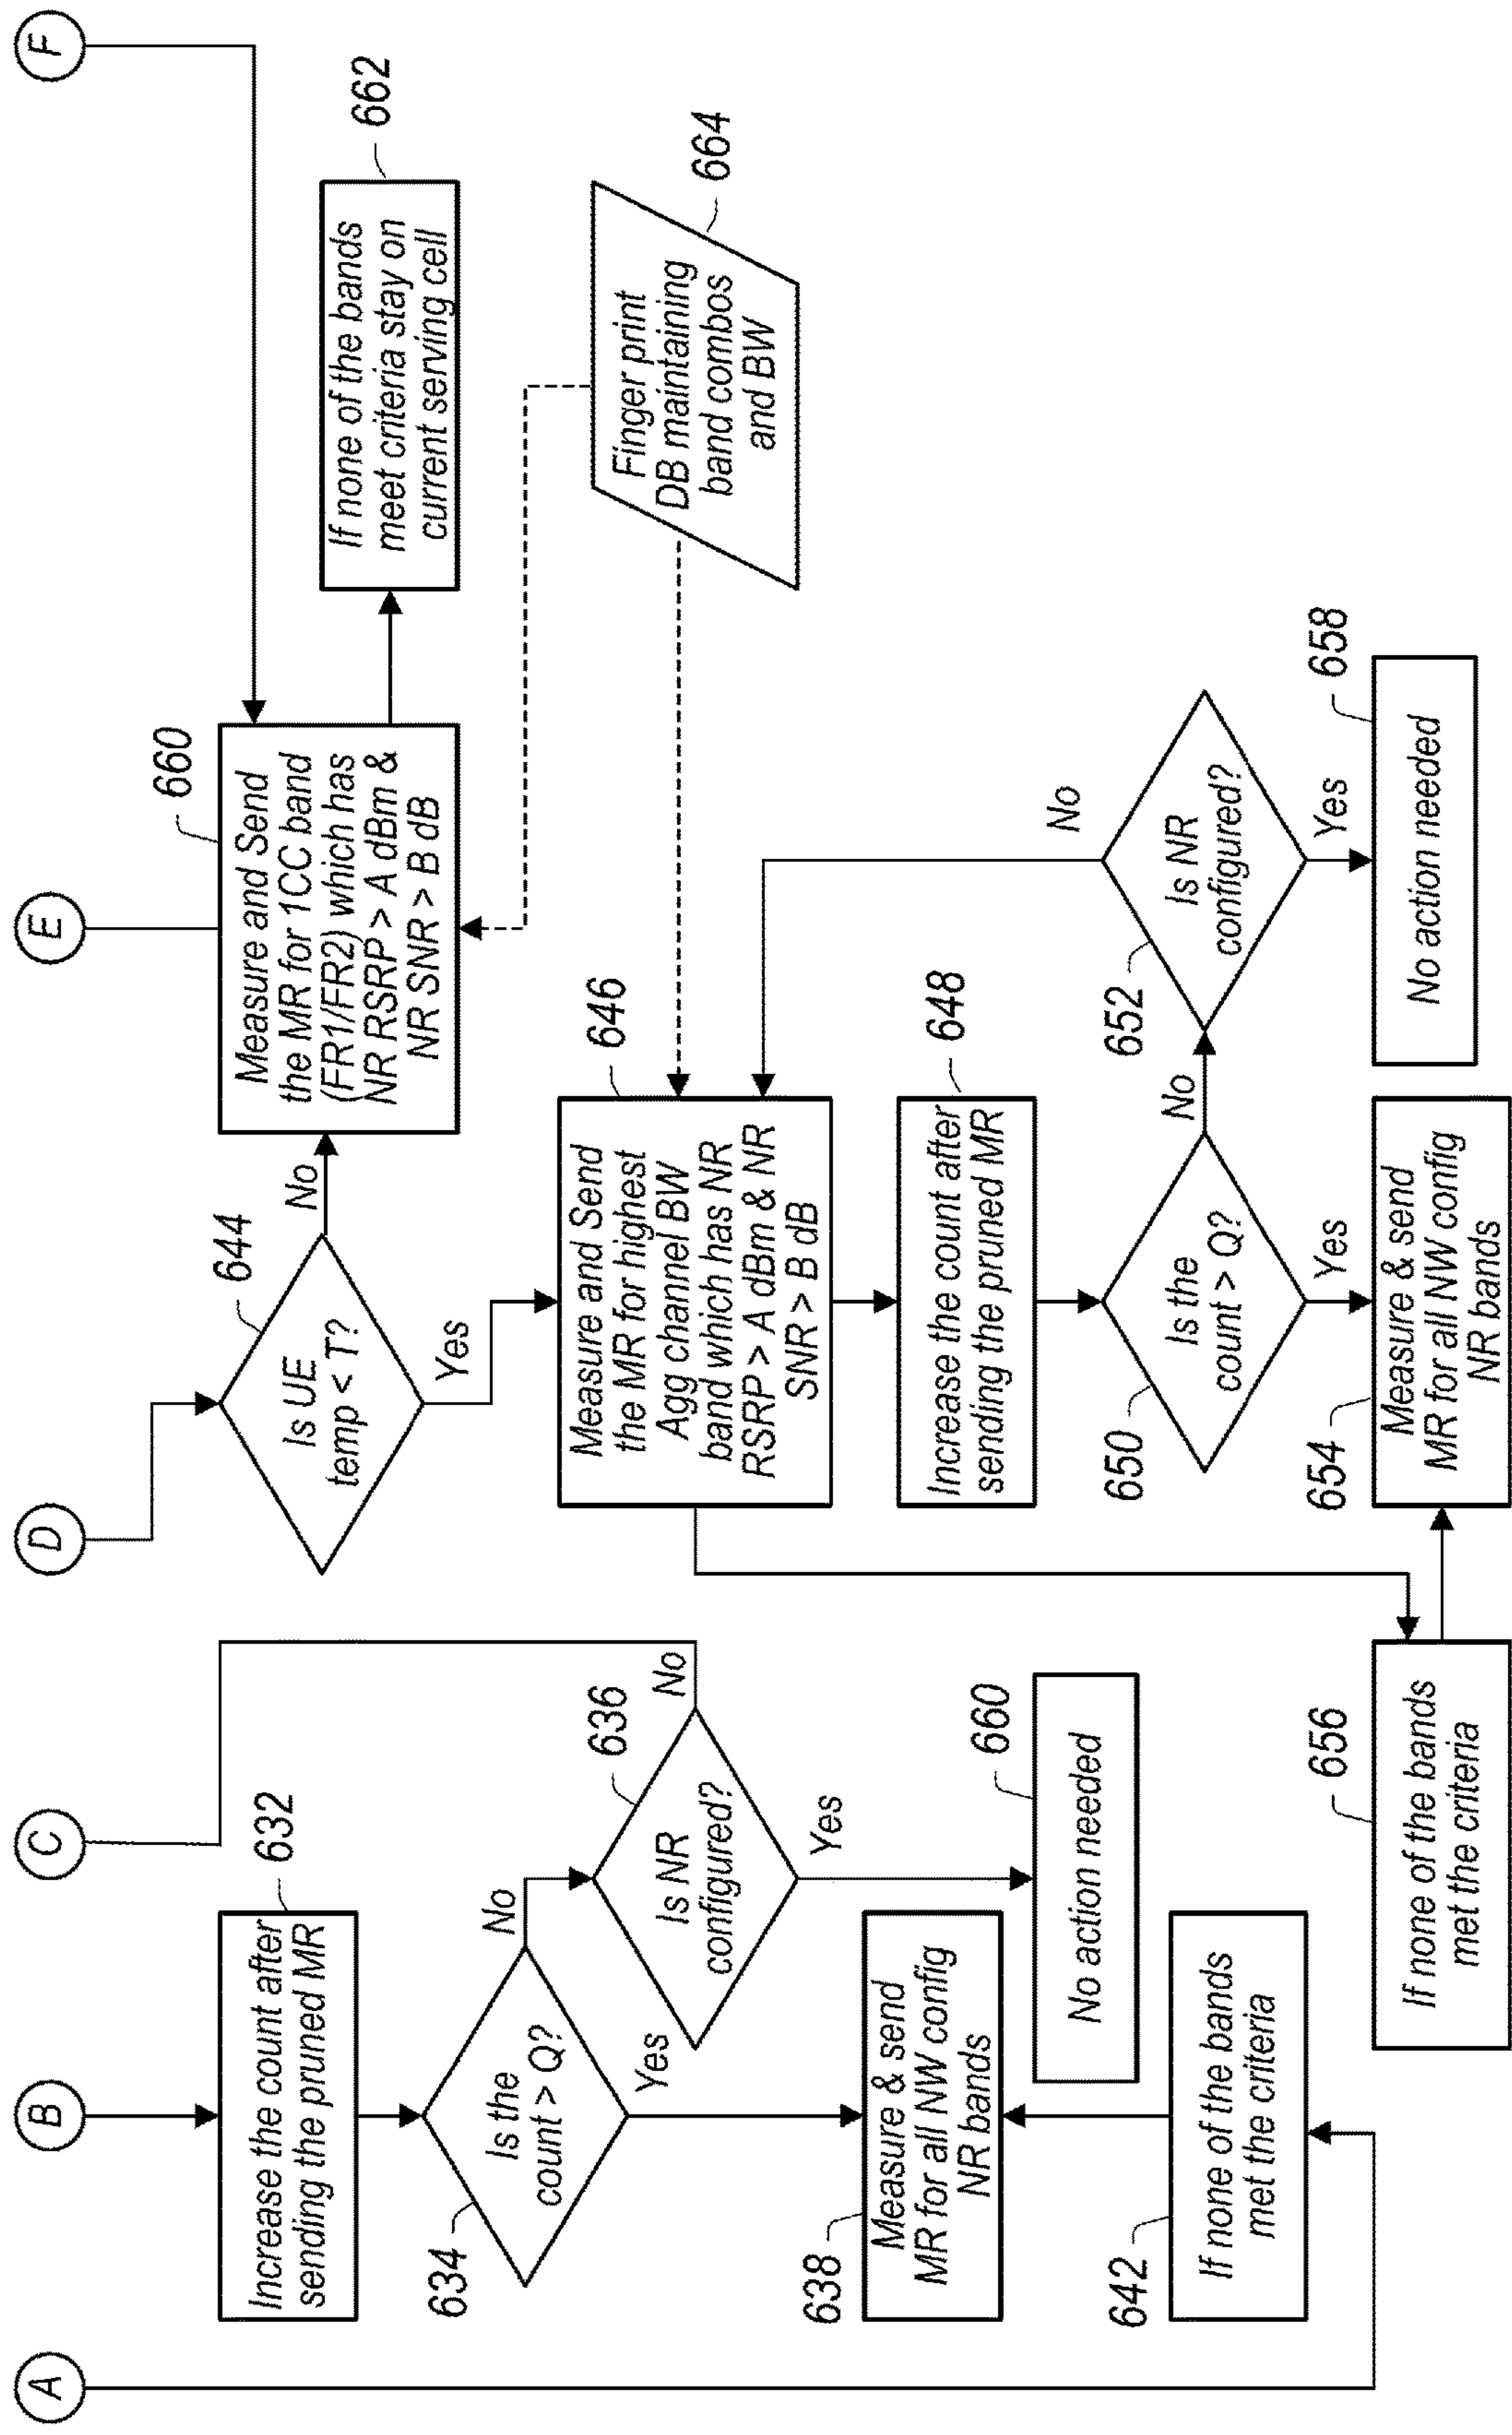 A
B
C
D
E
F
632
Increase the count after
sending the pruned MR
634
Is the
count > Q?
No
Yes
636
Is NR
configured?
No
Yes
638
Measure & send
MR for all NW config
NR bands
660
No action needed
642
If none of the bands
met the criteria
644
Is UE
temp < T?
No
Yes
660
Measure and Send
the MR for 1CC band
(FR1/FR2) which has
NR RSRP > A dBm &
NR SNR > B dB
662
If none of the bands
meet criteria stay on
current serving cell
664
Finger print
DB maintaining
band combos
and BW
646
Measure and Send
the MR for highest
Agg channel BW
band which has NR
RSRP > A dBm & NR
SNR > B dB
648
Increase the count after
sending the pruned MR
650
Is the
count > Q?
No
Yes
652
Is NR
configured?
No
Yes
654
Measure & send
MR for all NW config
NR bands
656
If none of the bands
met the criteria
658
No action needed